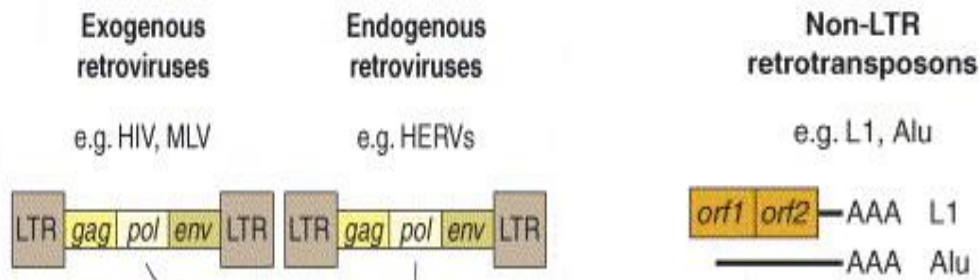 Exogenous
retroviruses
e.g. HIV, MLV
LTR gag pol env LTR
Endogenous
retroviruses
e.g. HERVs
LTR gag pol env LTR
Non-LTR
retrotransposons
e.g. L1, Alu
orf1 orf2 AAA L1
AAA Alu